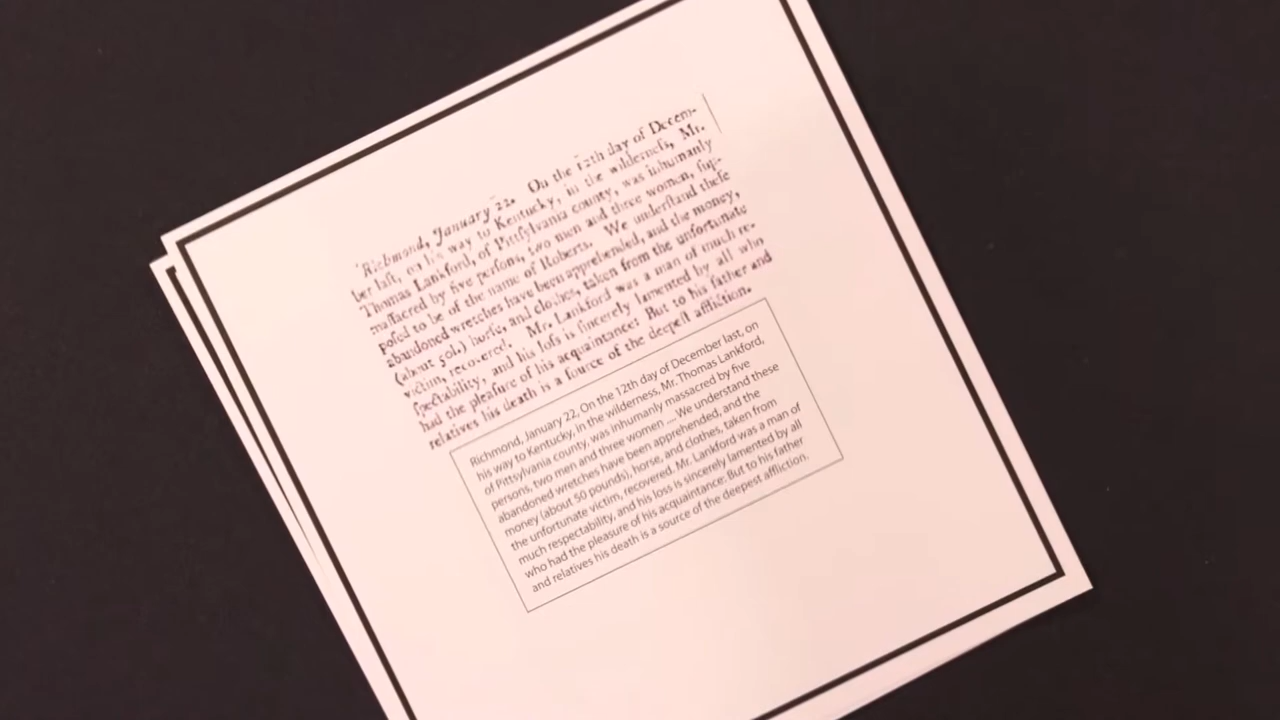 Richmond, January 22. On the 12th day of Decem-
ber laſt, on his way to Kentucky, in the wilderneſs, Mr.
Thomas Lankford, of Pittſylvania county, was inhumanly
maſſacred by five perſons, two men and three women, ſup-
poſed to be of the name of Roberts. We underſtand theſe
abandoned wretches have been apprehended, and the money,
(about 50l.) horſe, and clothes, taken from the unfortunate
victim, recovered. Mr. Lankford was a man of much re-
ſpectability, and his loſs is ſincerely lamented by all who
had the pleaſure of his acquaintance: But to his father and
relatives his death is a ſource of the deepeſt affliction.
Richmond, January 22, On the 12th day of December last, on
his way to Kentucky, in the wilderness, Mr. Thomas Lankford,
of Pittsylvania county, was inhumanly massacred by five
persons, two men and three women .... We understand these
abandoned wretches have been apprehended, and the
money (about 50 pounds), horse, and clothes, taken from
the unfortunate victim, recovered. Mr. Lankford was a man of
much respectability, and his loss is sincerely lamented by all
who had the pleasure of his acquaintance: But to his father
and relatives his death is a source of the deepest affliction.